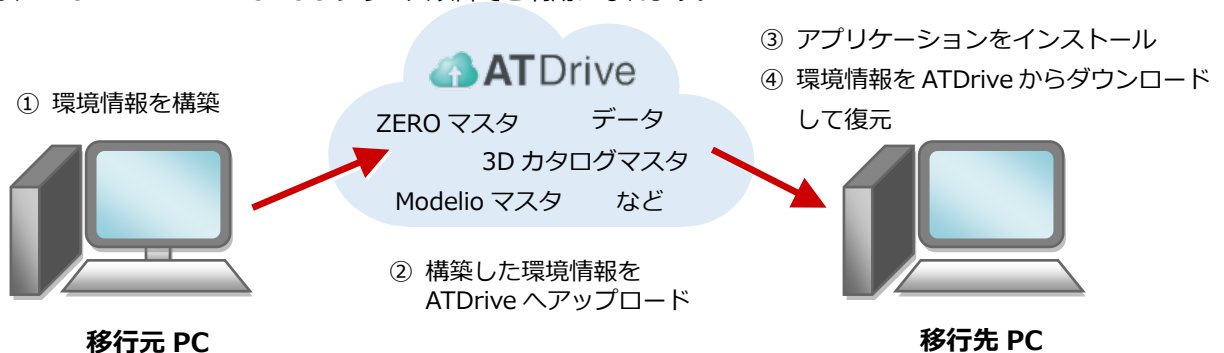 ① 環境情報を構築
ATDrive
ZERO マスタ データ
3D カタログマスタ
Modelio マスタ など
② 構築した環境情報を
ATDrive へアップロード
③ アプリケーションをインストール
④ 環境情報を ATDrive からダウンロード
して復元
移行元 PC
移行先 PC